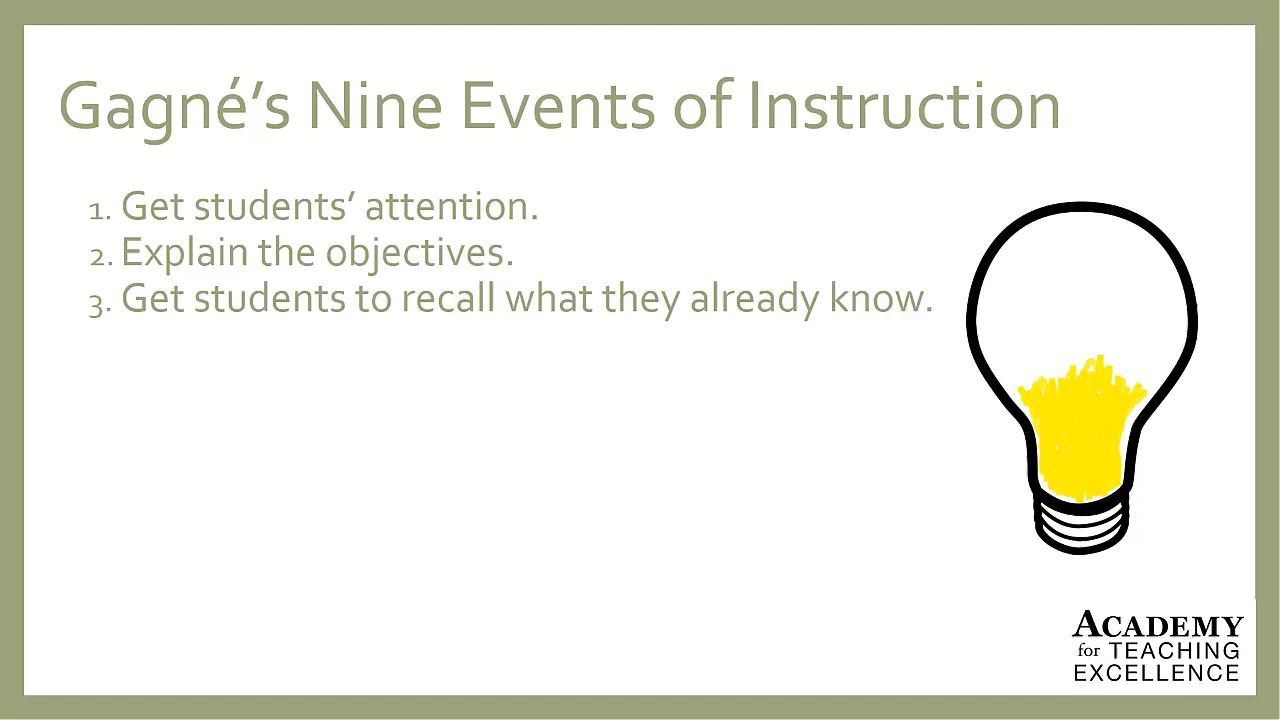 Gagné’s Nine Events of Instruction
1. Get students’ attention.
2. Explain the objectives.
3. Get students to recall what they already know.
ACADEMY
for TEACHING
EXCELLENCE